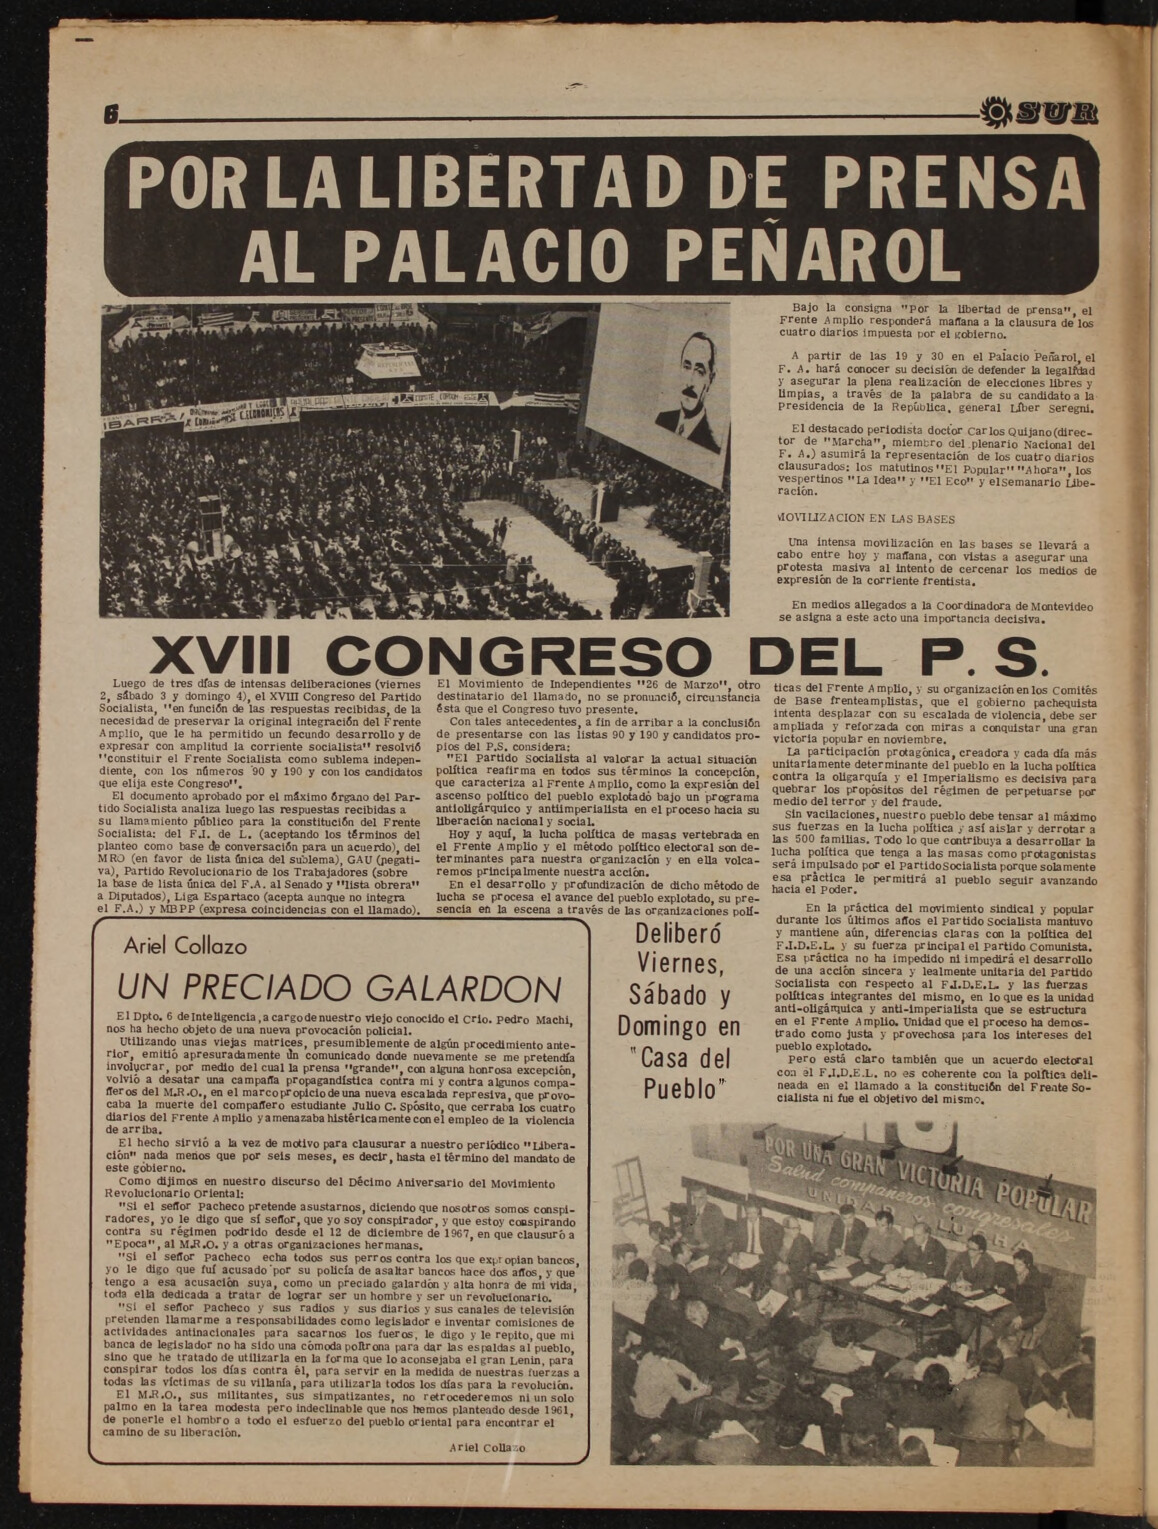 6
SUR
POR LA LIBERTAD DE PRENSA
AL PALACIO PEÑAROL
Bajo la consigna "Por la libertad de prensa", el
Frente Amplio responderá mañana a la clausura de los
cuatro diarios impuesta por el gobierno.
A partir de las 19 y 30 en el Palacio Peñarol, el
F. A. hará conocer su decisión de defender la legalidad
y asegurar la plena realización de elecciones libres y
limpias, a través de la palabra de su candidato a la
Presidencia de la República, general Líber Seregni.
El destacado periodista doctor Carlos Quijano (direc-
tor de "Marcha", miembro del plenario Nacional del
F. A.) asumirá la representación de los cuatro diarios
clausurados: los matutinos "El Popular" "Ahora", los
vespertinos "La Idea" y "El Eco" y el Semanario Libe-
ración.
MOVILIZACION EN LAS BASES
Una intensa movilización en las bases se llevará a
cabo entre hoy y mañana, con vistas a asegurar una
protesta masiva al intento de cercenar los medios de
expresión de la corriente frentista.
En medios allegados a la Coordinadora de Montevideo
se asigna a este acto una importancia decisiva.
IBARRA
C. ECONOMICAS
XVIII CONGRESO DEL P. S.
Luego de tres días de intensas deliberaciones (viernes
2, sábado 3 y domingo 4), el XVIII Congreso del Partido
Socialista, "en función de las respuestas recibidas, de la
necesidad de preservar la original integración del Frente
Amplio, que le ha permitido un fecundo desarrollo y de
expresar con amplitud la corriente socialista" resolvió
"constituir el Frente Socialista como sublema indepen-
diente, con los números 90 y 190 y con los candidatos
que elija este Congreso".
El documento aprobado por el máximo órgano del Par-
tido Socialista analiza luego las respuestas recibidas a
su llamamiento público para la constitución del Frente
Socialista: del F.I. de L. (aceptando los términos del
planteo como base de conversación para un acuerdo), del
MRO (en favor de lista única del sublema), GAU (negati-
va), Partido Revolucionario de los Trabajadores (sobre
la base de lista única del F.A. al Senado y "lista obrera"
a Diputados), Liga Espartaco (acepta aunque no integra
el F.A.) y MBPP (expresa coincidencias con el llamado).
El Movimiento de Independientes "26 de Marzo", otro
destinatario del llamado, no se pronunció, circunstancia
ésta que el Congreso tuvo presente.
Con tales antecedentes, a fin de arribar a la conclusión
de presentarse con las listas 90 y 190 y candidatos pro-
pios del P.S. considera:
"El Partido Socialista al valorar la actual situación
política reafirma en todos sus términos la concepción,
que caracteriza al Frente Amplio, como la expresión del
ascenso político del pueblo explotado bajo un programa
antioligárquico y antiimperialista en el proceso hacia su
liberación nacional y social.
Hoy y aquí, la lucha política de masas vertebrada en
el Frente Amplio y el método político electoral son de-
terminantes para nuestra organización y en ella volca-
remos principalmente nuestra acción.
En el desarrollo y profundización de dicho método de
lucha se procesa el avance del pueblo explotado, su pre-
sencia en la escena a través de las organizaciones polí-
ticas del Frente Amplio, y su organización en los Comités
de Base frenteamplistas, que el gobierno pachequista
intenta desplazar con su escalada de violencia, debe ser
ampliada y reforzada con miras a conquistar una gran
victoria popular en noviembre.
La participación protagónica, creadora y cada día más
unitariamente determinante del pueblo en la lucha política
contra la oligarquía y el Imperialismo es decisiva para
quebrar los propósitos del régimen de perpetuarse por
medio del terror y del fraude.
Sin vacilaciones, nuestro pueblo debe tensar al máximo
sus fuerzas en la lucha política y así aislar y derrotar a
las 500 familias. Todo lo que contribuya a desarrollar la
lucha política que tenga a las masas como protagonistas
será impulsado por el Partido Socialista porque solamente
esa práctica le permitirá al pueblo seguir avanzando
hacia el Poder.
En la práctica del movimiento sindical y popular
durante los últimos años el Partido Socialista mantuvo
y mantiene aún, diferencias claras con la política del
F.I.D.E.L. y su fuerza principal el Partido Comunista.
Esa práctica no ha impedido ni impedirá el desarrollo
de una acción sincera y lealmente unitaria del Partido
Socialista con respecto al F.I.D.E.L. y las fuerzas
políticas integrantes del mismo, en lo que es la unidad
anti-oligárquica y anti-imperialista que se estructura
en el Frente Amplio. Unidad que el proceso ha demos-
trado como justa y provechosa para los intereses del
pueblo explotado.
Pero está claro también que un acuerdo electoral
con el F.I.D.E.L. no es coherente con la política deli-
neada en el llamado a la constitución del Frente So-
cialista ni fue el objetivo del mismo.
Deliberó
Viernes,
Sábado y
Domingo en
"Casa del
Pueblo"
Ariel Collazo
UN PRECIADO GALARDON
El Dpto. 6 de Inteligencia, a cargo de nuestro viejo conocido el Crio. Pedro Machi,
nos ha hecho objeto de una nueva provocación policial.
Utilizando unas viejas matrices, presumiblemente de algún procedimiento ante-
rior, emitió apresuradamente un comunicado donde nuevamente se me pretendía
involucrar, por medio del cual la prensa "grande", con alguna honrosa excepción,
volvió a desatar una campaña propagandística contra mi y contra algunos compa-
ñeros del M.R.O., en el marco propicio de una nueva escalada represiva, que provo-
caba la muerte del compañero estudiante Julio C. Spósito, que cerraba los cuatro
diarios del Frente Amplio y amenazaba histéricamente con el empleo de la violencia
de arriba.
El hecho sirvió a la vez de motivo para clausurar a nuestro periódico "Libera-
ción" nada menos que por seis meses, es decir, hasta el término del mandato de
este gobierno.
Como dijimos en nuestro discurso del Décimo Aniversario del Movimiento
Revolucionario Oriental:
"Si el señor Pacheco pretende asustarnos, diciendo que nosotros somos conspi-
radores, yo le digo que sí señor, que yo soy conspirador, y que estoy conspirando
contra su régimen podrido desde el 12 de diciembre de 1967, en que clausuró a
"Epoca", al M.R.O. y a otras organizaciones hermanas.
"Si el señor Pacheco echa todos sus perros contra los que expropian bancos,
yo le digo que fuí acusado por su policía de asaltar bancos hace dos años, y que
tengo a esa acusación suya, como un preciado galardón y alta honra de mi vida,
toda ella dedicada a tratar de lograr ser un hombre y ser un revolucionario.
"Si el señor Pacheco y sus radios y sus diarios y sus canales de televisión
pretenden llamarme a responsabilidades como legislador e inventar comisiones de
actividades antinacionales para sacarnos los fueros, le digo y le repito, que mi
banca de legislador no ha sido una cómoda poltrona para dar las espaldas al pueblo,
sino que he tratado de utilizarla en la forma que lo aconsejaba el gran Lenin, para
conspirar todos los días contra él, para servir en la medida de nuestras fuerzas a
todas las víctimas de su villanía, para utilizarla todos los días para la revolución.
El M.R.O., sus militantes, sus simpatizantes, no retrocederemos ni un solo
palmo en la tarea modesta pero indeclinable que nos hemos planteado desde 1961,
de ponerle el hombro a todo el esfuerzo del pueblo oriental para encontrar el
camino de su liberación.
Ariel Collazo
POR UNA GRAN VICTORIA POPULAR
Salud compañeros congresales
UNIDAD Y LUCHA